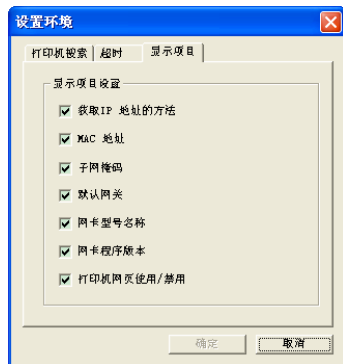 设置环境
打印机搜索 超时 显示项目
显示项目设置
获取IP 地址的方法
MAC 地址
子网掩码
默认网关
网卡型号名称
网卡程序版本
打印机网页使用/禁用
确定 取消